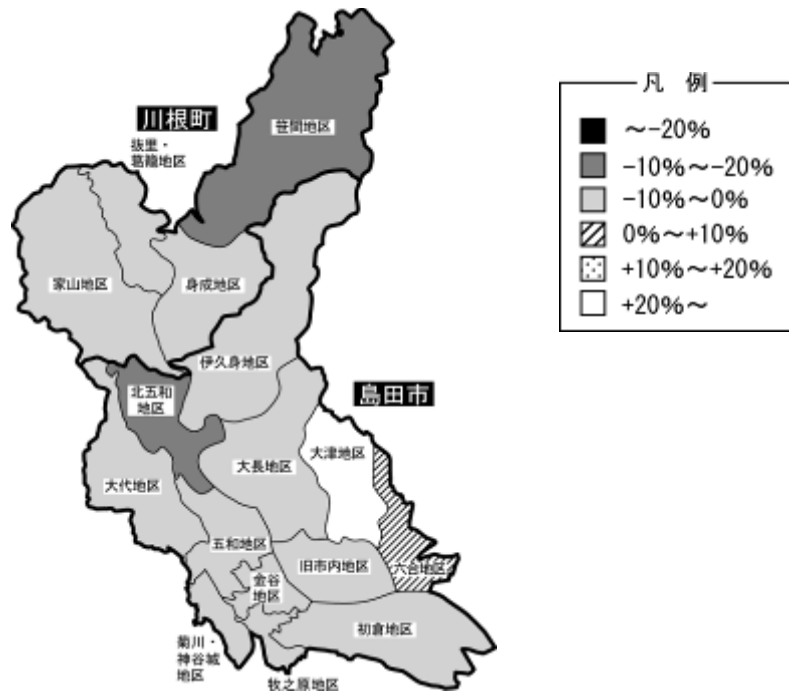 川根町
笹間地区
抜里・
葛籠地区
家山地区
身成地区
伊久身地区
北五和
地区
島田市
大津地区
大長地区
大代地区
五和地区
旧市内地区
六合地区
金谷
地区
初倉地区
菊川・
神谷城
地区
牧之原地区
凡 例
～-20%
-10%～-20%
-10%～0%
0%～+10%
+10%～+20%
+20%～